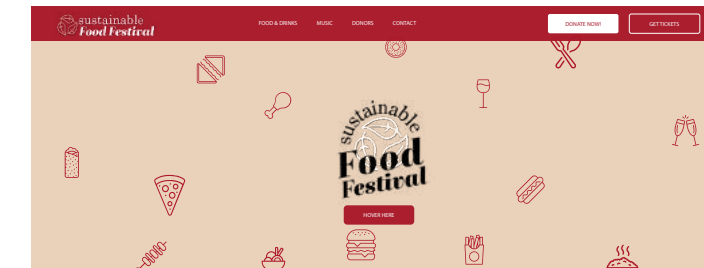 sustainable
Food Festival
FOOD & DRINKS
MUSIC
DONORS
CONTACT
DONATE NOW!
GET TICKETS
sustainable
Food
Festival
HOVER HERE